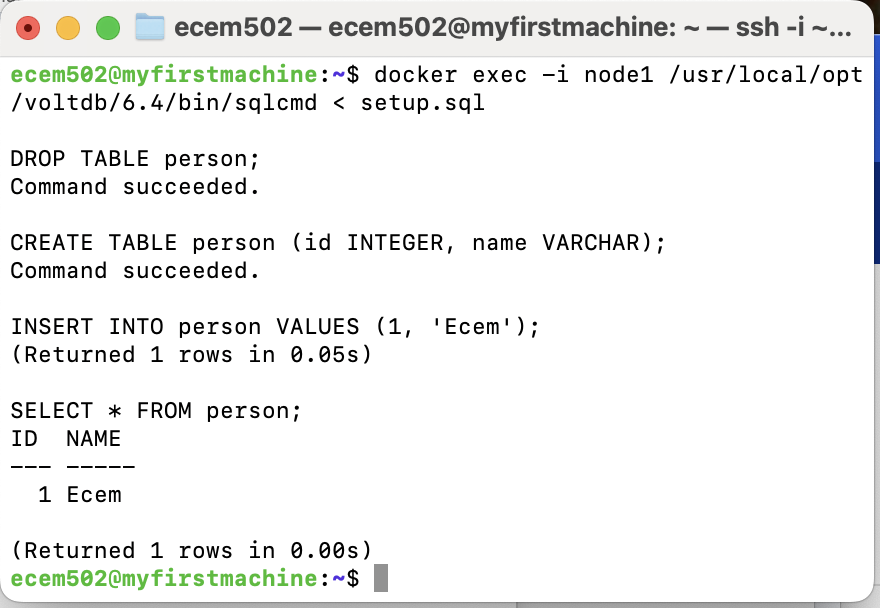 ecem502 — ecem502@myfirstmachine: ~ — ssh -i ~...
ecem502@myfirstmachine:~$ docker exec -i node1 /usr/local/opt
/voltdb/6.4/bin/sqlcmd < setup.sql
DROP TABLE person;
Command succeeded.
CREATE TABLE person (id INTEGER, name VARCHAR);
Command succeeded.
INSERT INTO person VALUES (1, 'Ecem');
(Returned 1 rows in 0.05s)
SELECT * FROM person;
ID  NAME
--- -----
  1 Ecem
(Returned 1 rows in 0.00s)
ecem502@myfirstmachine:~$